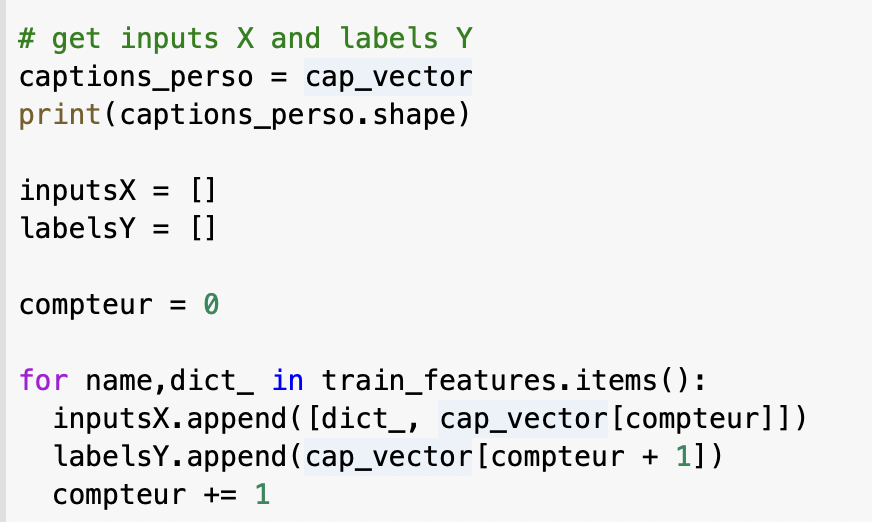 # get inputs X and labels Y
captions_perso = cap_vector
print(captions_perso.shape)
inputsX = []
labelsY = []
compteur = 0
for name,dict_ in train_features.items():
inputsX.append([dict_, cap_vector[compteur]])
labelsY.append(cap_vector[compteur + 1])
compteur += 1